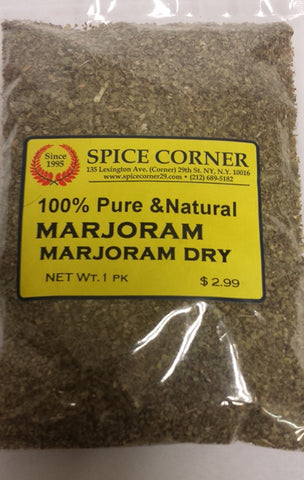 Since
1995
SPICE CORNER
135 Lexington Ave. (Corner) 29th St. NY, N.Y. 10016
www.spicecorner29.com • (212) 689-5182
100% Pure &Natural
MARJORAM
MARJORAM DRY
NET WT. 1 PK
$ 2.99